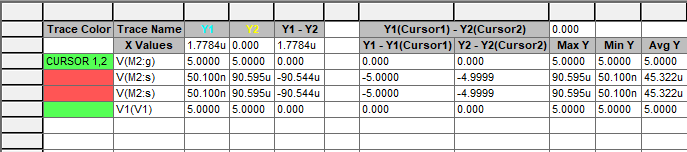 Trace Color Trace Name Y1 Y2 Y1 - Y2 Y1(Cursor1) - Y2(Cursor2) 0.000
X Values 1.7784u 0.000 1.7784u Y1 - Y1(Cursor1) Y2 - Y2(Cursor2) Max Y Min Y Avg Y
CURSOR 1,2 V(M2:g) 5.0000 5.0000 0.000 0.000 0.000 5.0000 5.0000 5.0000
V(M2:s) 50.100n 90.595u -90.544u -5.0000 -4.9999 90.595u 50.100n 45.322u
V(M2:s) 50.100n 90.595u -90.544u -5.0000 -4.9999 90.595u 50.100n 45.322u
V1(V1) 5.0000 5.0000 0.000 0.000 0.000 5.0000 5.0000 5.0000